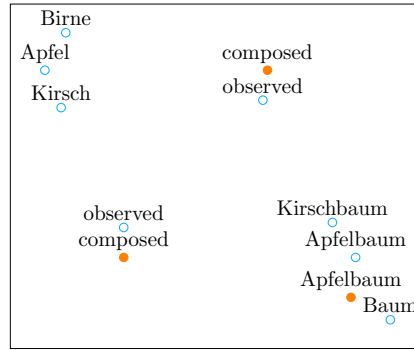 Birne
Apfel
composed
Kirsch
observed
observed
composed
Kirschbaum
Apfelbaum
Apfelbaum
Baum